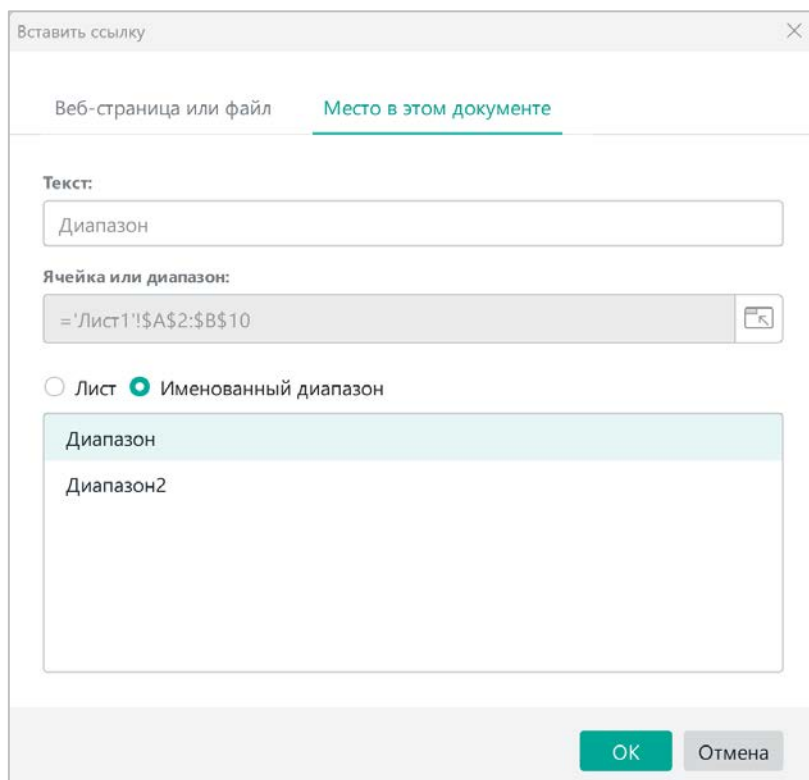 Вставить ссылку
Веб-страница или файл Место в этом документе
Текст:
Диапазон
Ячейка или диапазон:
='Лист1'!$A$2:$B$10
Лист Именованный диапазон
Диапазон
Диапазон2
ОК Отмена